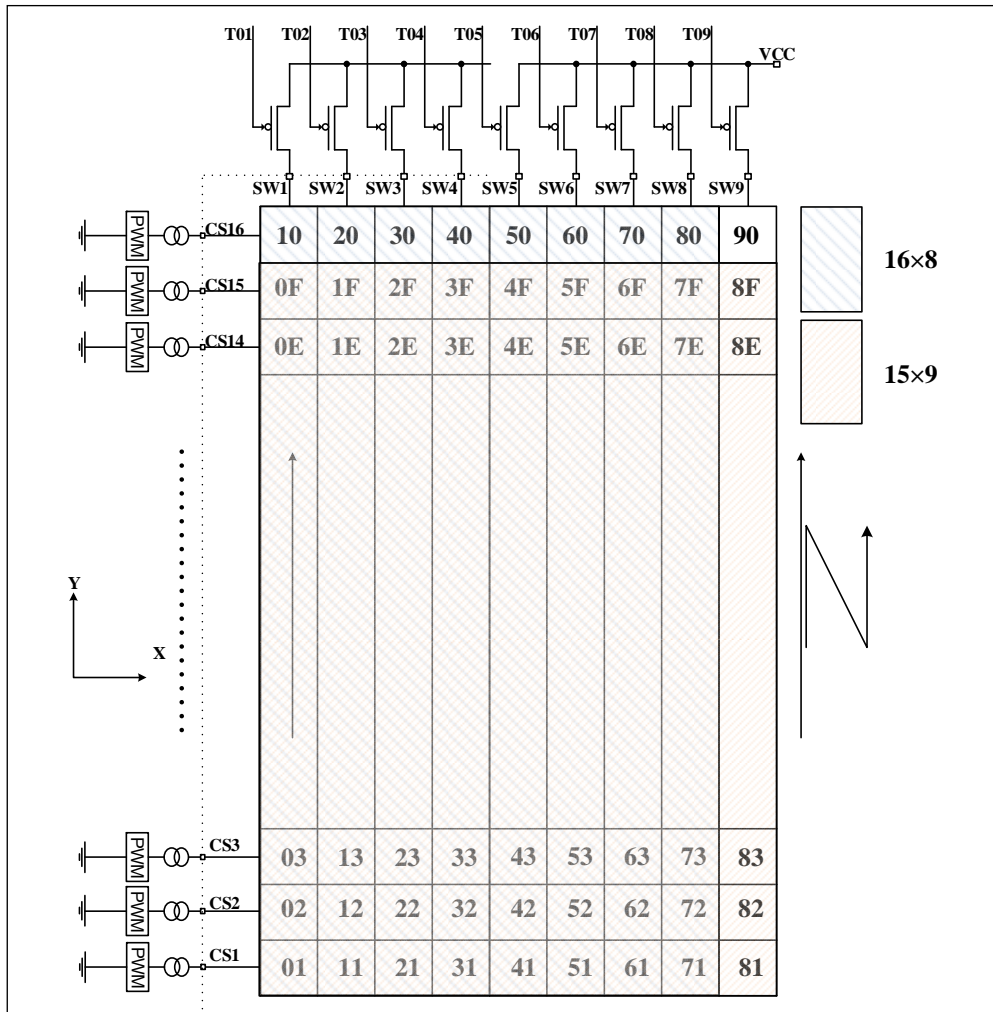 T01 T02 T03 T04 T05 T06 T07 T08 T09
VCC
SW1 SW2 SW3 SW4 SW5 SW6 SW7 SW8 SW9
PWM CS16 10 20 30 40 50 60 70 80 90
16×8
PWM CS15 0F 1F 2F 3F 4F 5F 6F 7F 8F
PWM CS14 0E 1E 2E 3E 4E 5E 6E 7E 8E
15×9
Y
X
PWM CS3 03 13 23 33 43 53 63 73 83
PWM CS2 02 12 22 32 42 52 62 72 82
PWM CS1 01 11 21 31 41 51 61 71 81